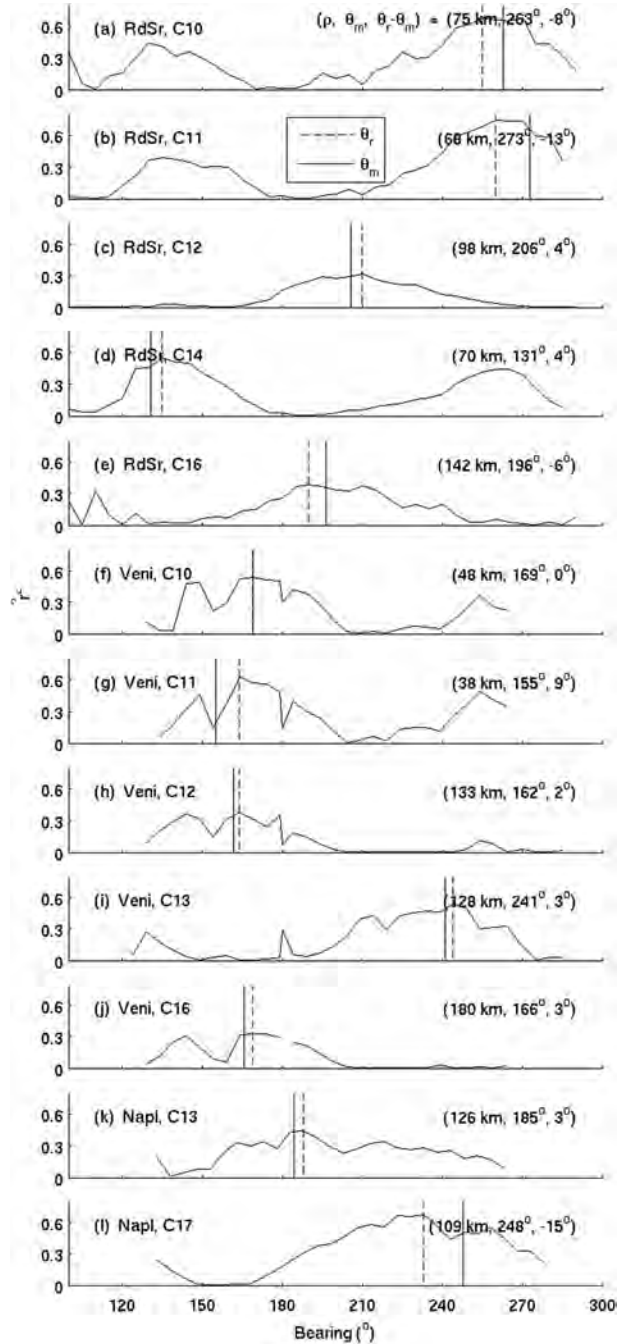 (a) RdSr, C10 (ρ, θm, θr-θm) = (75 km, 263°, -8°)
0.6
0.3
0
(b) RdSr, C11 (66 km, 273°, -13°)
0.6
0.3
0
θr
θm
(c) RdSr, C12 (98 km, 206°, 4°)
0.6
0.3
0
(d) RdSr, C14 (70 km, 131°, 4°)
0.6
0.3
0
(e) RdSr, C16 (142 km, 196°, -6°)
0.6
0.3
0
(f) Veni, C10 (48 km, 169°, 0°)
0.6
0.3
0
(g) Veni, C11 (38 km, 155°, 9°)
0.6
0.3
0
(h) Veni, C12 (133 km, 162°, 2°)
0.6
0.3
0
(i) Veni, C13 (128 km, 241°, 3°)
0.6
0.3
0
(j) Veni, C16 (180 km, 166°, 3°)
0.6
0.3
0
(k) Napl, C13 (126 km, 185°, 3°)
0.6
0.3
0
(l) Napl, C17 (109 km, 248°, -15°)
0.6
0.3
0
120 150 180 210 240 270 300
Bearing (°)